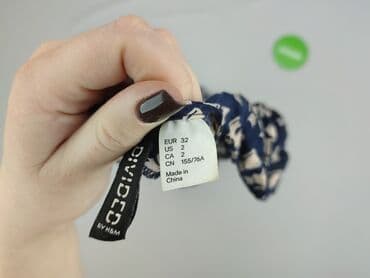 DIVIDED
BY H&M
EUR 32
US 2
CA 2
CN 155/76A
Made in
China